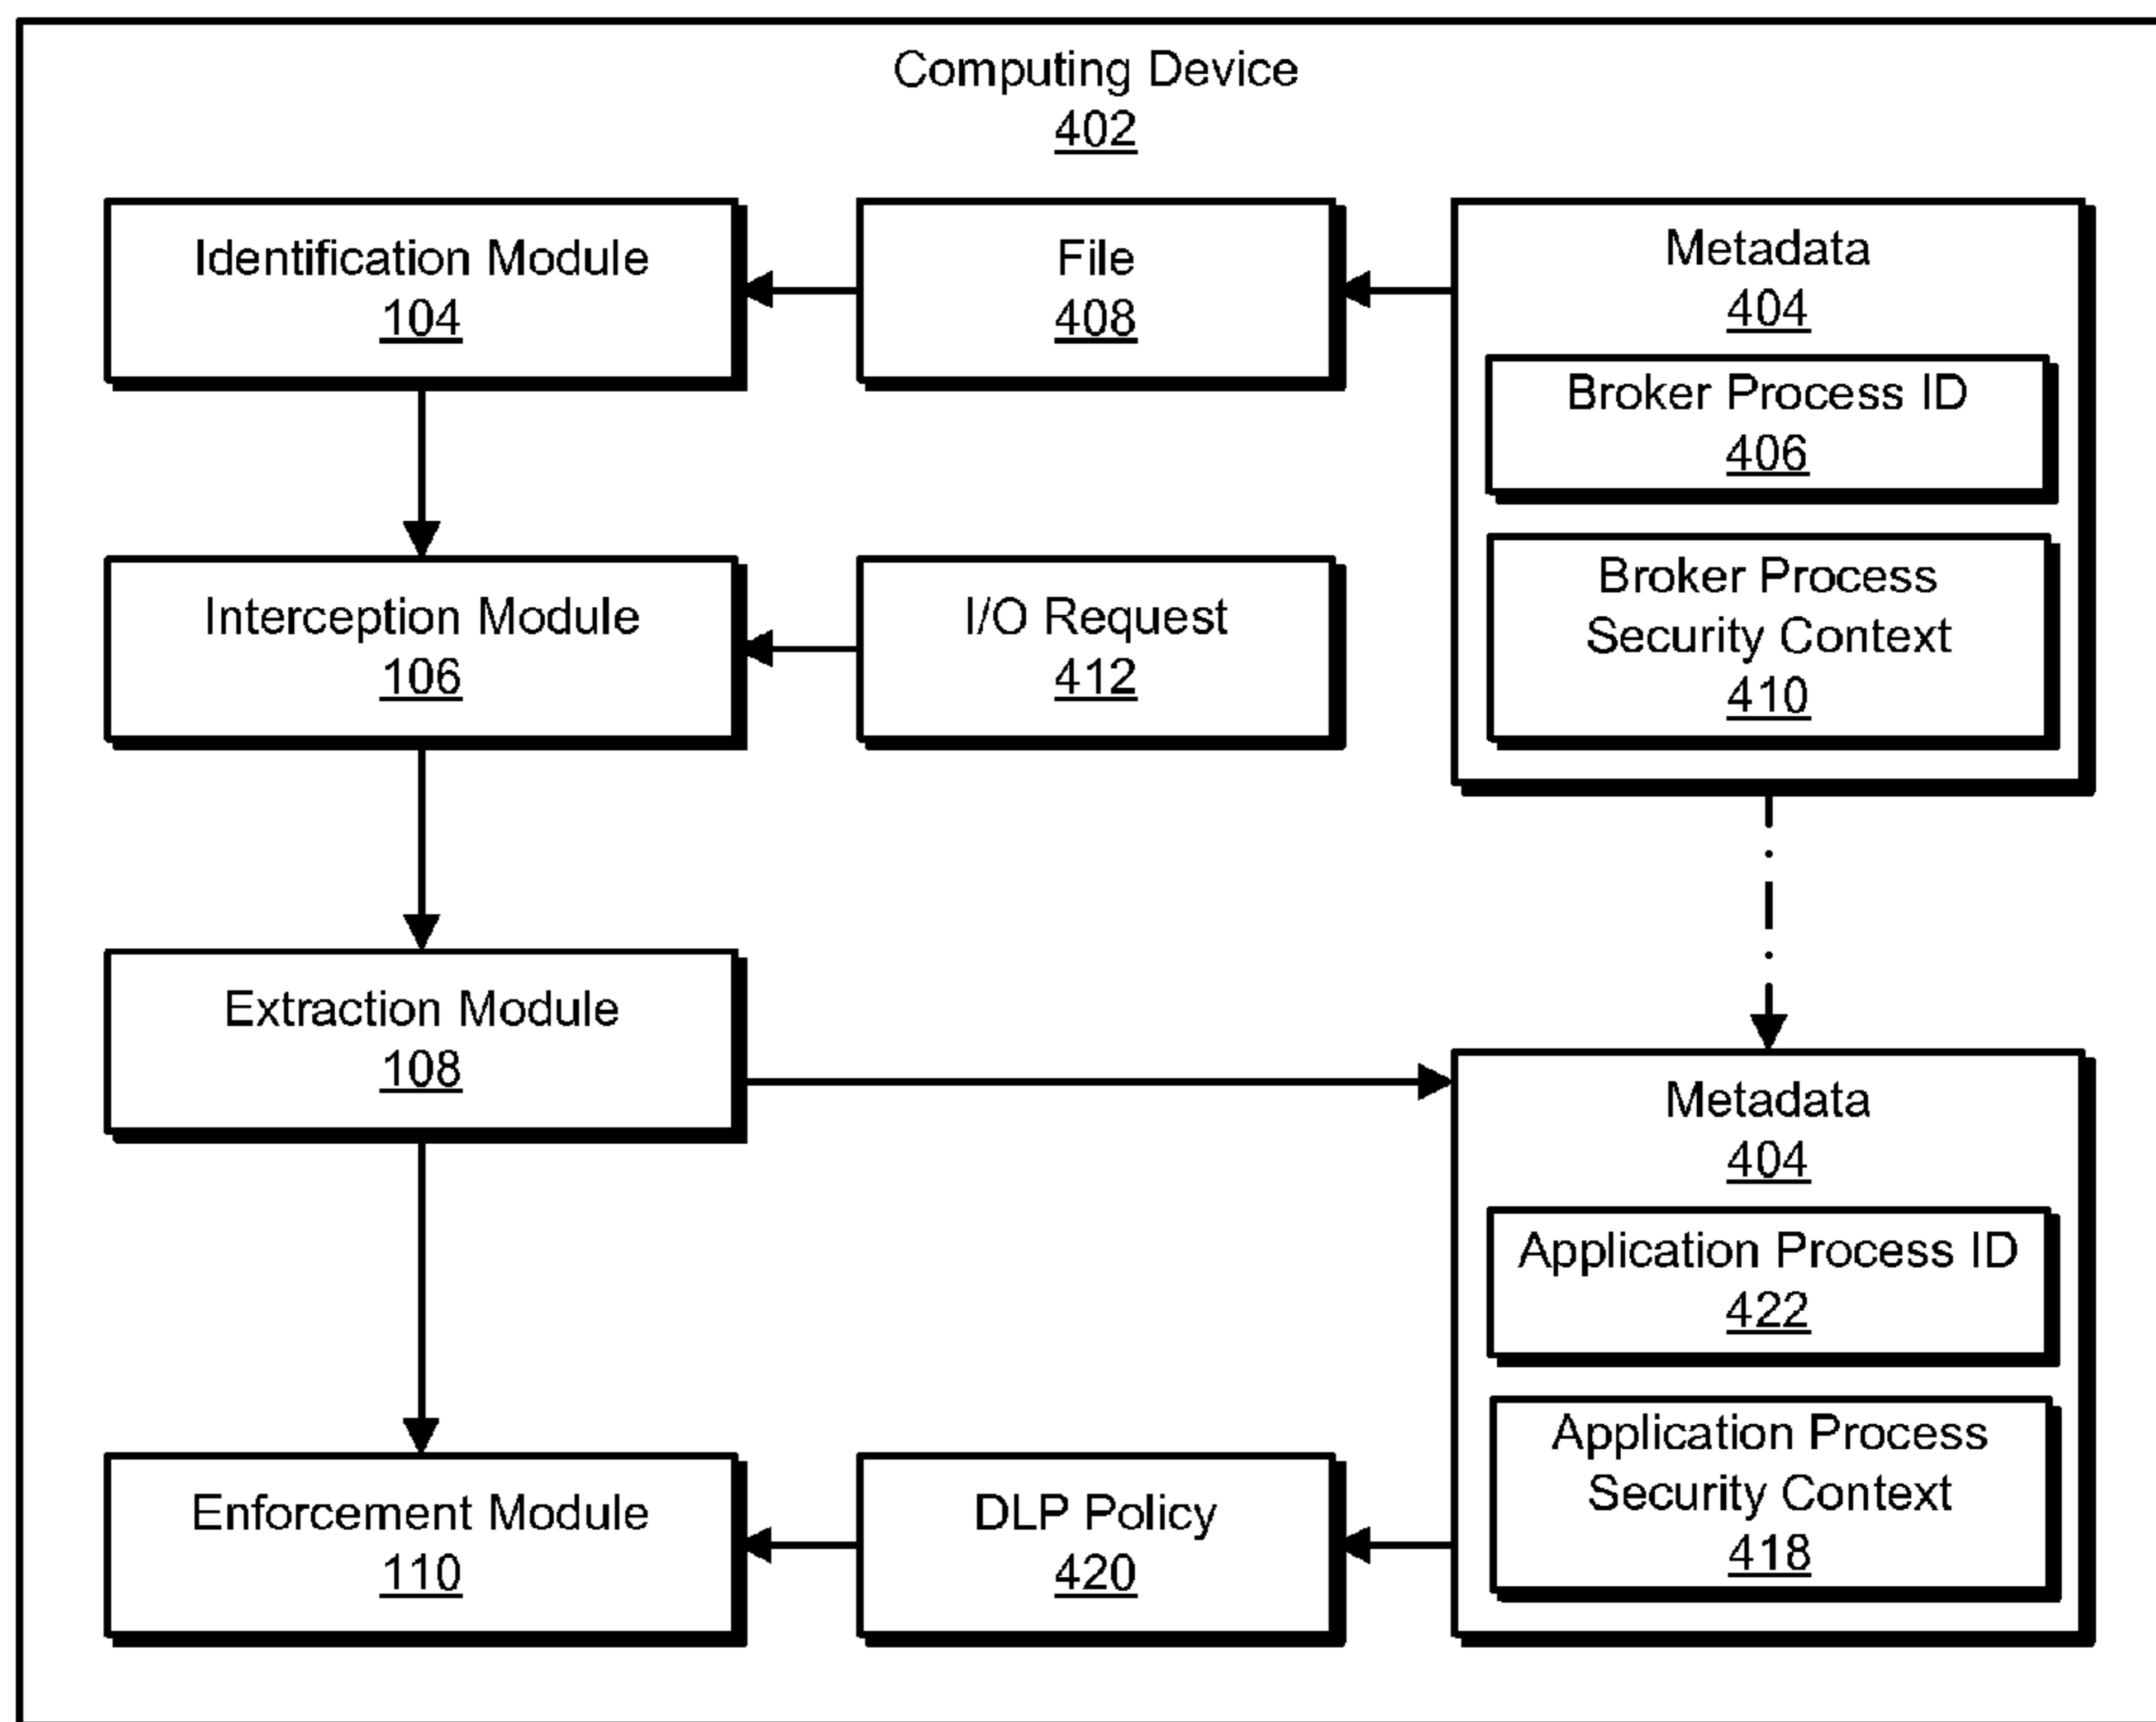 Computing Device
402
Identification Module
104
File
408
Metadata
404
Broker Process ID
406
Broker Process
Security Context
410
Interception Module
106
I/O Request
412
Extraction Module
108
Metadata
404
Application Process ID
422
Application Process
Security Context
418
Enforcement Module
110
DLP Policy
420